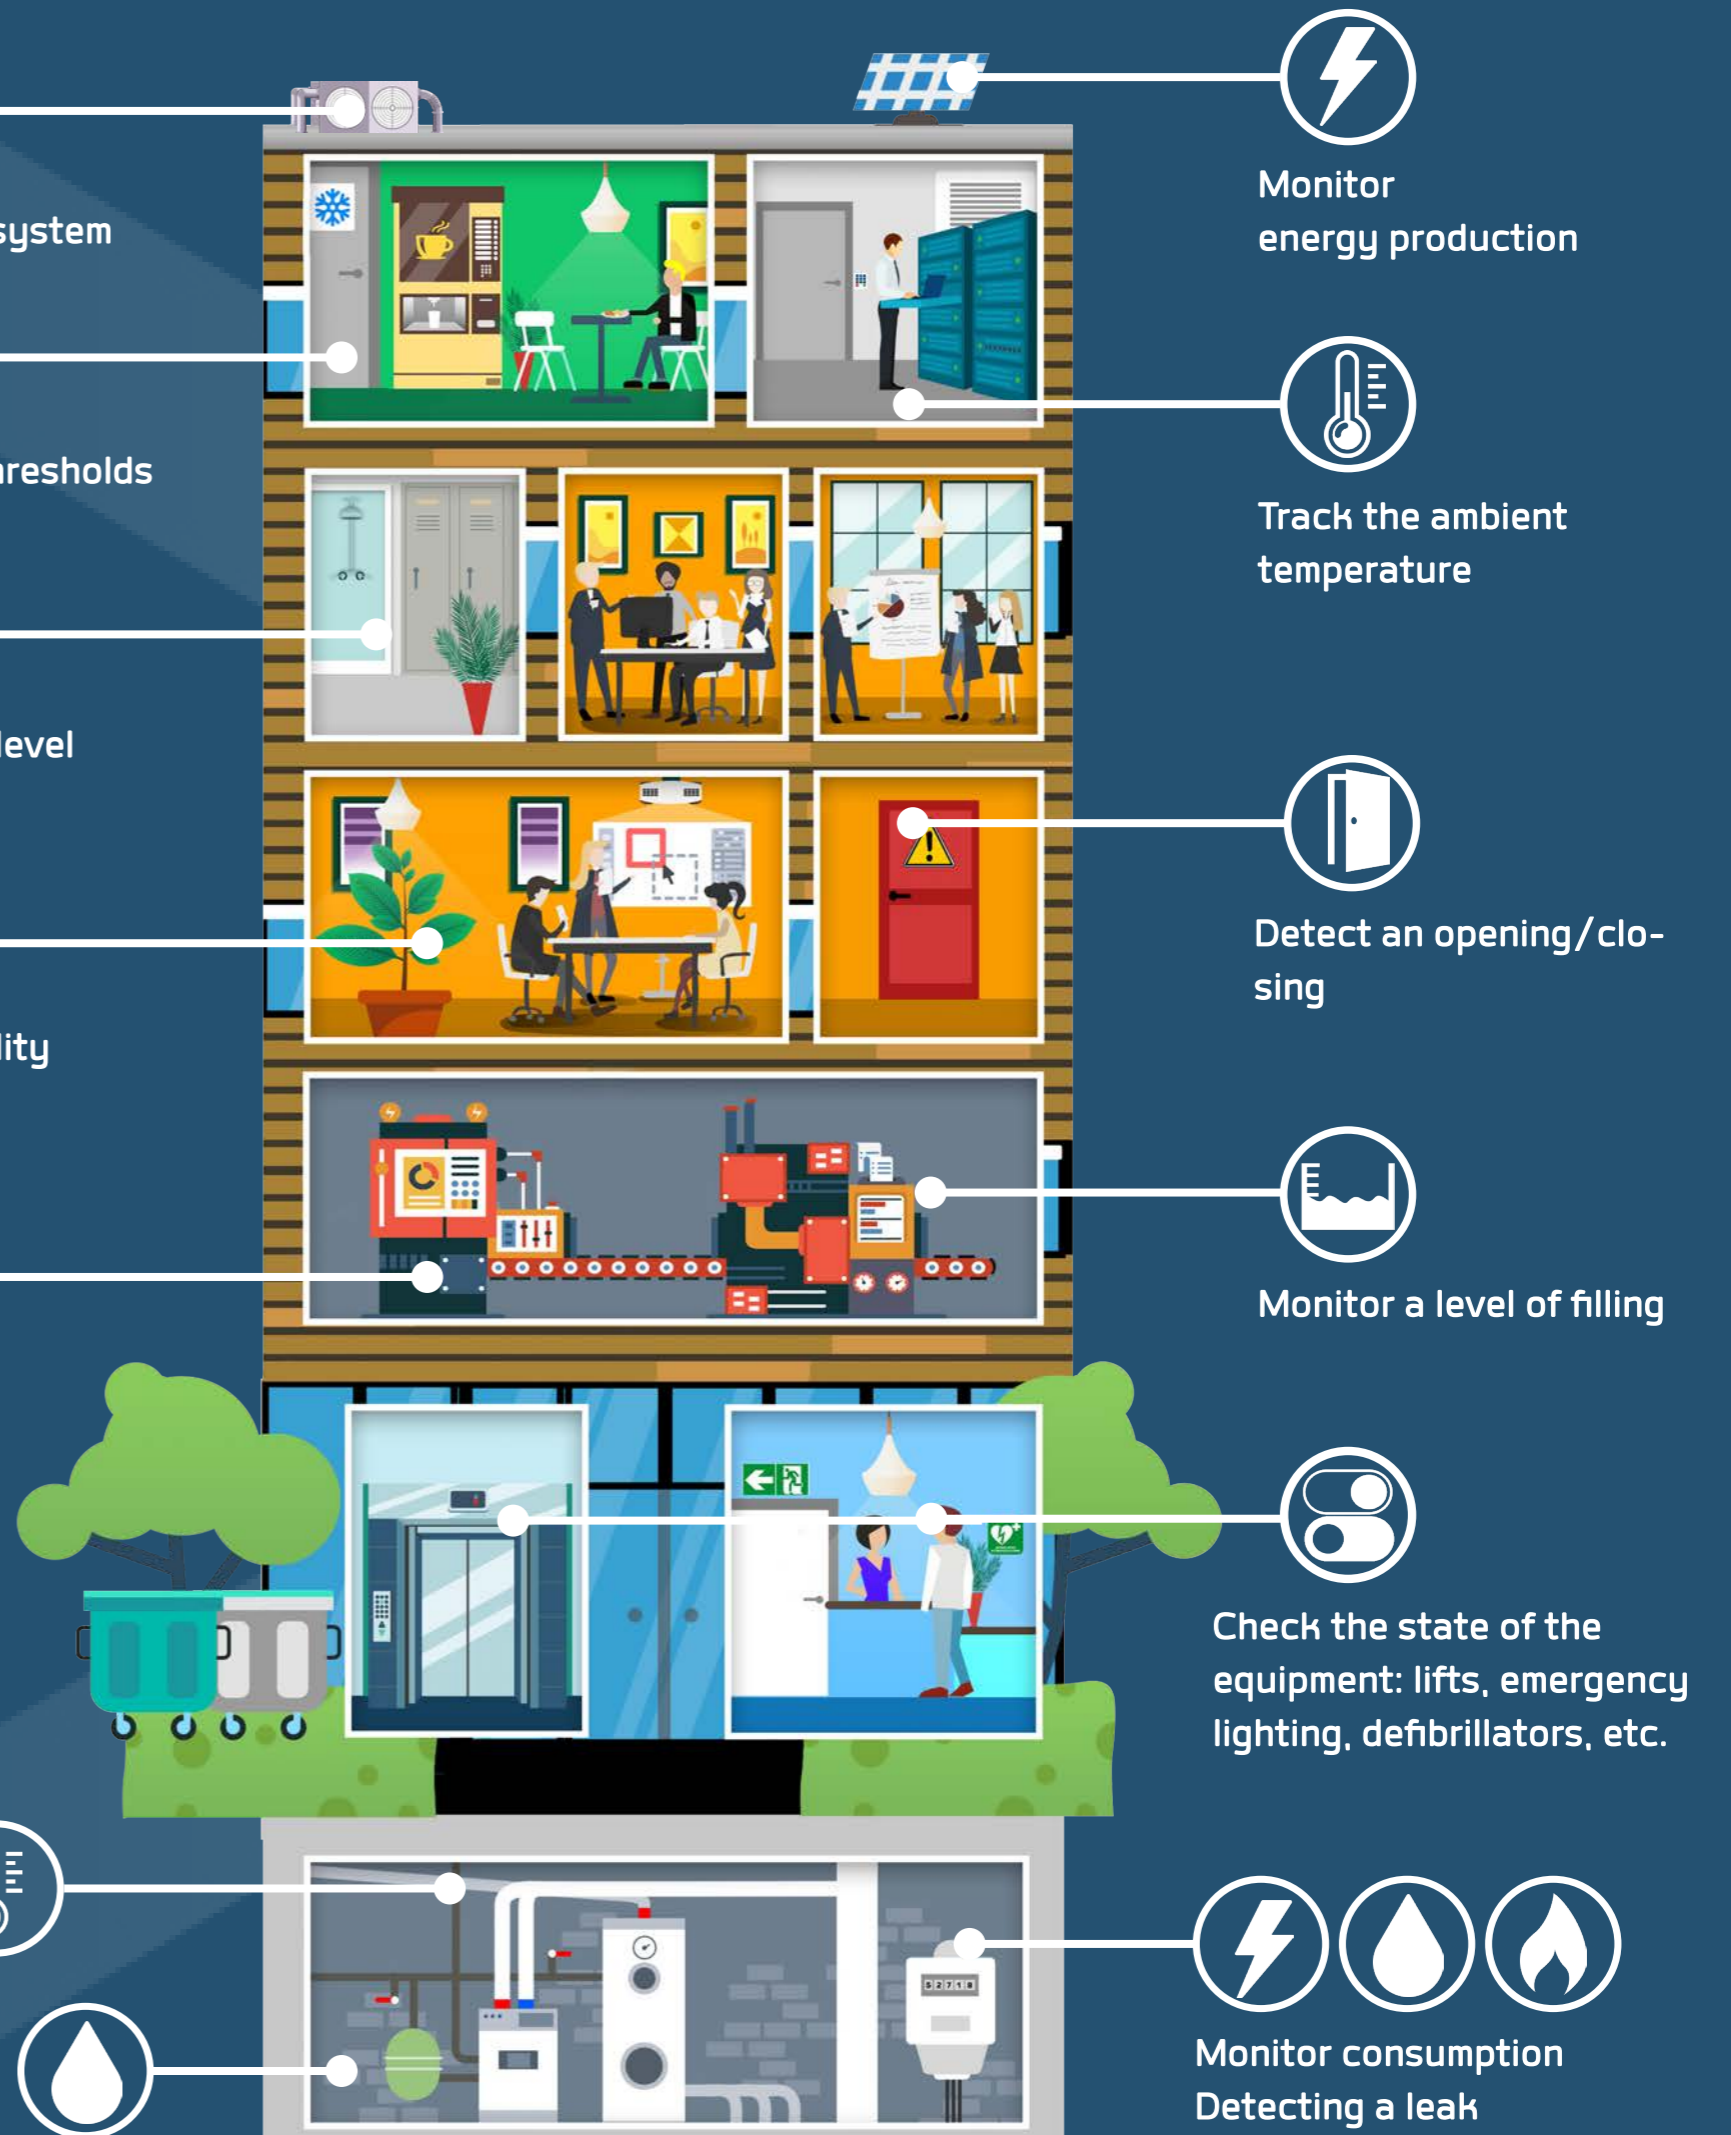 system
Monitor
energy production
resholds
Track the ambient
temperature
level
Detect an opening/clo-
sing
lity
Monitor a level of filling
Check the state of the
equipment: lifts, emergency
lighting, defibrillators, etc.
52718
Monitor consumption
Detecting a leak